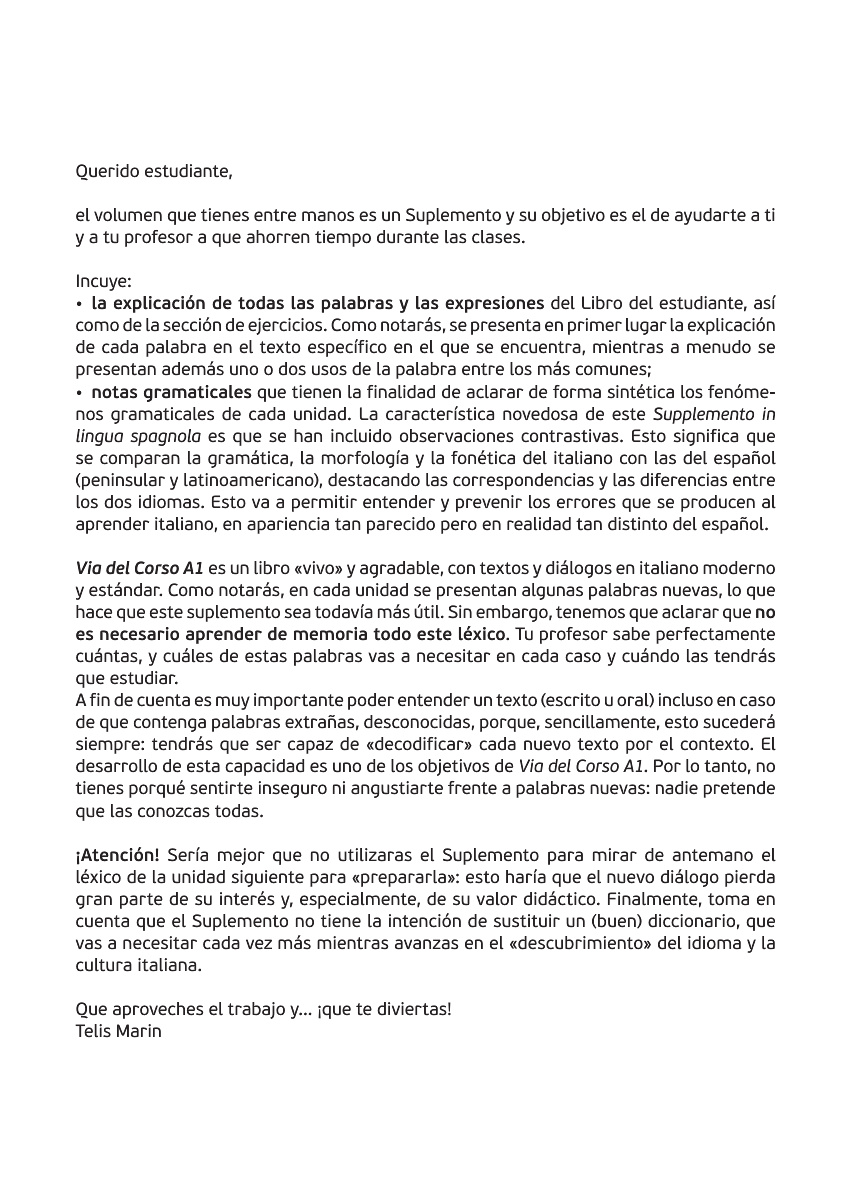 Querido estudiante,
el volumen que tienes entre manos es un Suplemento y su objetivo es el de ayudarte a ti
y a tu profesor a que ahorren tiempo durante las clases.
Incuye:
• la explicación de todas las palabras y las expresiones del Libro del estudiante, así
como de la sección de ejercicios. Como notarás, se presenta en primer lugar la explicación
de cada palabra en el texto específico en el que se encuentra, mientras a menudo se
presentan además uno o dos usos de la palabra entre los más comunes;
• notas gramaticales que tienen la finalidad de aclarar de forma sintética los fenóme-
nos gramaticales de cada unidad. La característica novedosa de este Supplemento in
lingua spagnola es que se han incluido observaciones contrastivas. Esto significa que
se comparan la gramática, la morfología y la fonética del italiano con las del español
(peninsular y latinoamericano), destacando las correspondencias y las diferencias entre
los dos idiomas. Esto va a permitir entender y prevenir los errores que se producen al
aprender italiano, en apariencia tan parecido pero en realidad tan distinto del español.
Via del Corso A1 es un libro «vivo» y agradable, con textos y diálogos en italiano moderno
y estándar. Como notarás, en cada unidad se presentan algunas palabras nuevas, lo que
hace que este suplemento sea todavía más útil. Sin embargo, tenemos que aclarar que no
es necesario aprender de memoria todo este léxico. Tu profesor sabe perfectamente
cuántas, y cuáles de estas palabras vas a necesitar en cada caso y cuándo las tendrás
que estudiar.
A fin de cuenta es muy importante poder entender un texto (escrito u oral) incluso en caso
de que contenga palabras extrañas, desconocidas, porque, sencillamente, esto sucederá
siempre: tendrás que ser capaz de «decodificar» cada nuevo texto por el contexto. El
desarrollo de esta capacidad es uno de los objetivos de Via del Corso A1. Por lo tanto, no
tienes porqué sentirte inseguro ni angustiarte frente a palabras nuevas: nadie pretende
que las conozcas todas.
¡Atención! Sería mejor que no utilizaras el Suplemento para mirar de antemano el
léxico de la unidad siguiente para «prepararla»: esto haría que el nuevo diálogo pierda
gran parte de su interés y, especialmente, de su valor didáctico. Finalmente, toma en
cuenta que el Suplemento no tiene la intención de sustituir un (buen) diccionario, que
vas a necesitar cada vez más mientras avanzas en el «descubrimiento» del idioma y la
cultura italiana.
Que aproveches el trabajo y... ¡que te diviertas!
Telis Marin